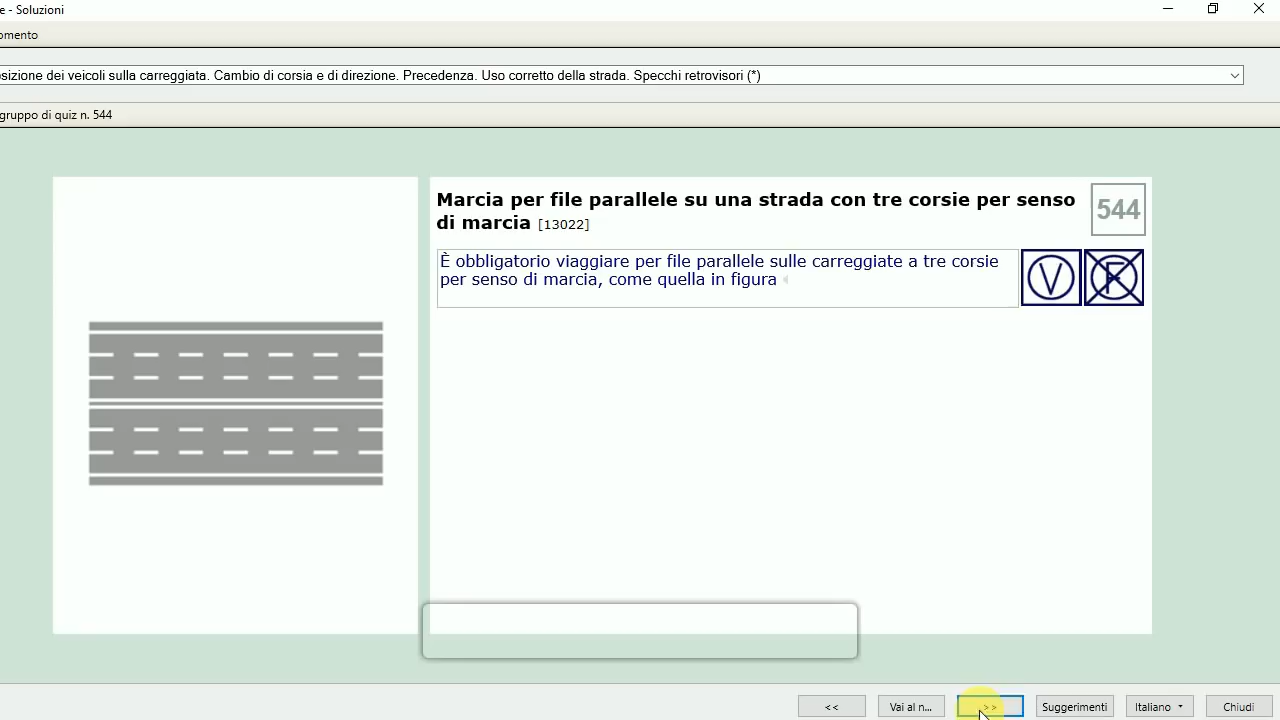 e - Soluzioni
omento
sizione dei veicoli sulla carreggiata. Cambio di corsia e di direzione. Precedenza. Uso corretto della strada. Specchi retrovisori (*)
gruppo di quiz n. 544
Marcia per file parallele su una strada con tre corsie per senso
di marcia [13022]
544
È obbligatorio viaggiare per file parallele sulle carreggiate a tre corsie
per senso di marcia, come quella in figura
V F
<< Vai al n... >> Suggerimenti Italiano Chiudi